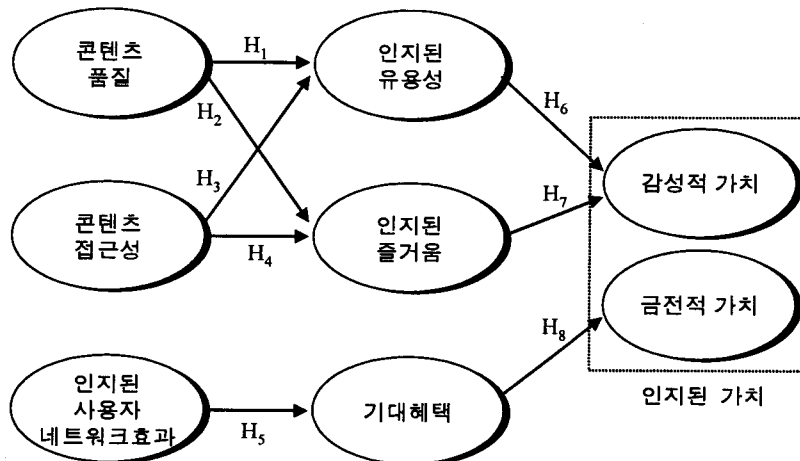 콘텐츠
품질
H1
인지된
유용성
H2
H6
H3
감성적 가치
H7
콘텐츠
접근성
H4
인지된
즐거움
금전적 가치
H8
인지된 가치
인지된
사용자
네트워크효과
H5
기대혜택